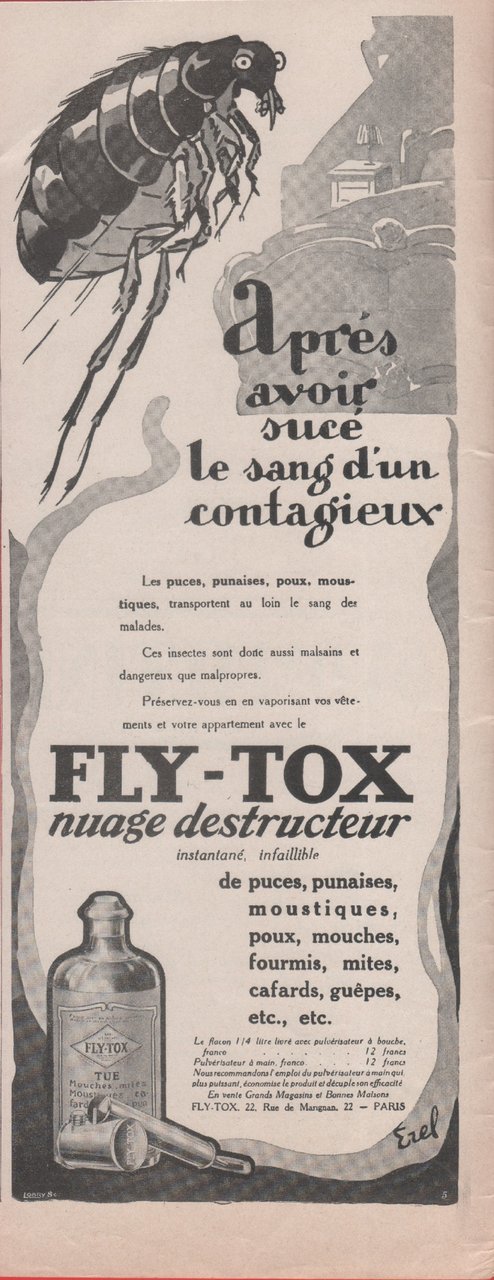 Après
avoir
sucé
le sang d'un
contagieux
Les puces, punaises, poux, mous-
tiques, transportent au loin le sang des
malades.
Ces insectes sont donc aussi malsains et
dangereux que malpropres.
Préservez-vous en en vaporisant vos vête-
ments et votre appartement avec le
FLY-TOX
nuage destructeur
instantané, infaillible
de puces, punaises,
moustiques,
poux, mouches,
fourmis, mites,
cafards, guêpes,
etc., etc.
Le flacon 1/4 litre livré avec pulvérisateur à bouche,
franco . . . . . . . . 12 francs
Pulvérisateur à main, franco . . . . 12 francs
Nous recommandons l'emploi du pulvérisateur à main qui,
plus puissant, économise le produit et décuple son efficacité
En vente Grands Magasins et Bonnes Maisons
FLY-TOX, 22, Rue de Marignan, 22 — PARIS
FLY-TOX
TUE
Mouches, mites
FLY-TOX
Erel
5